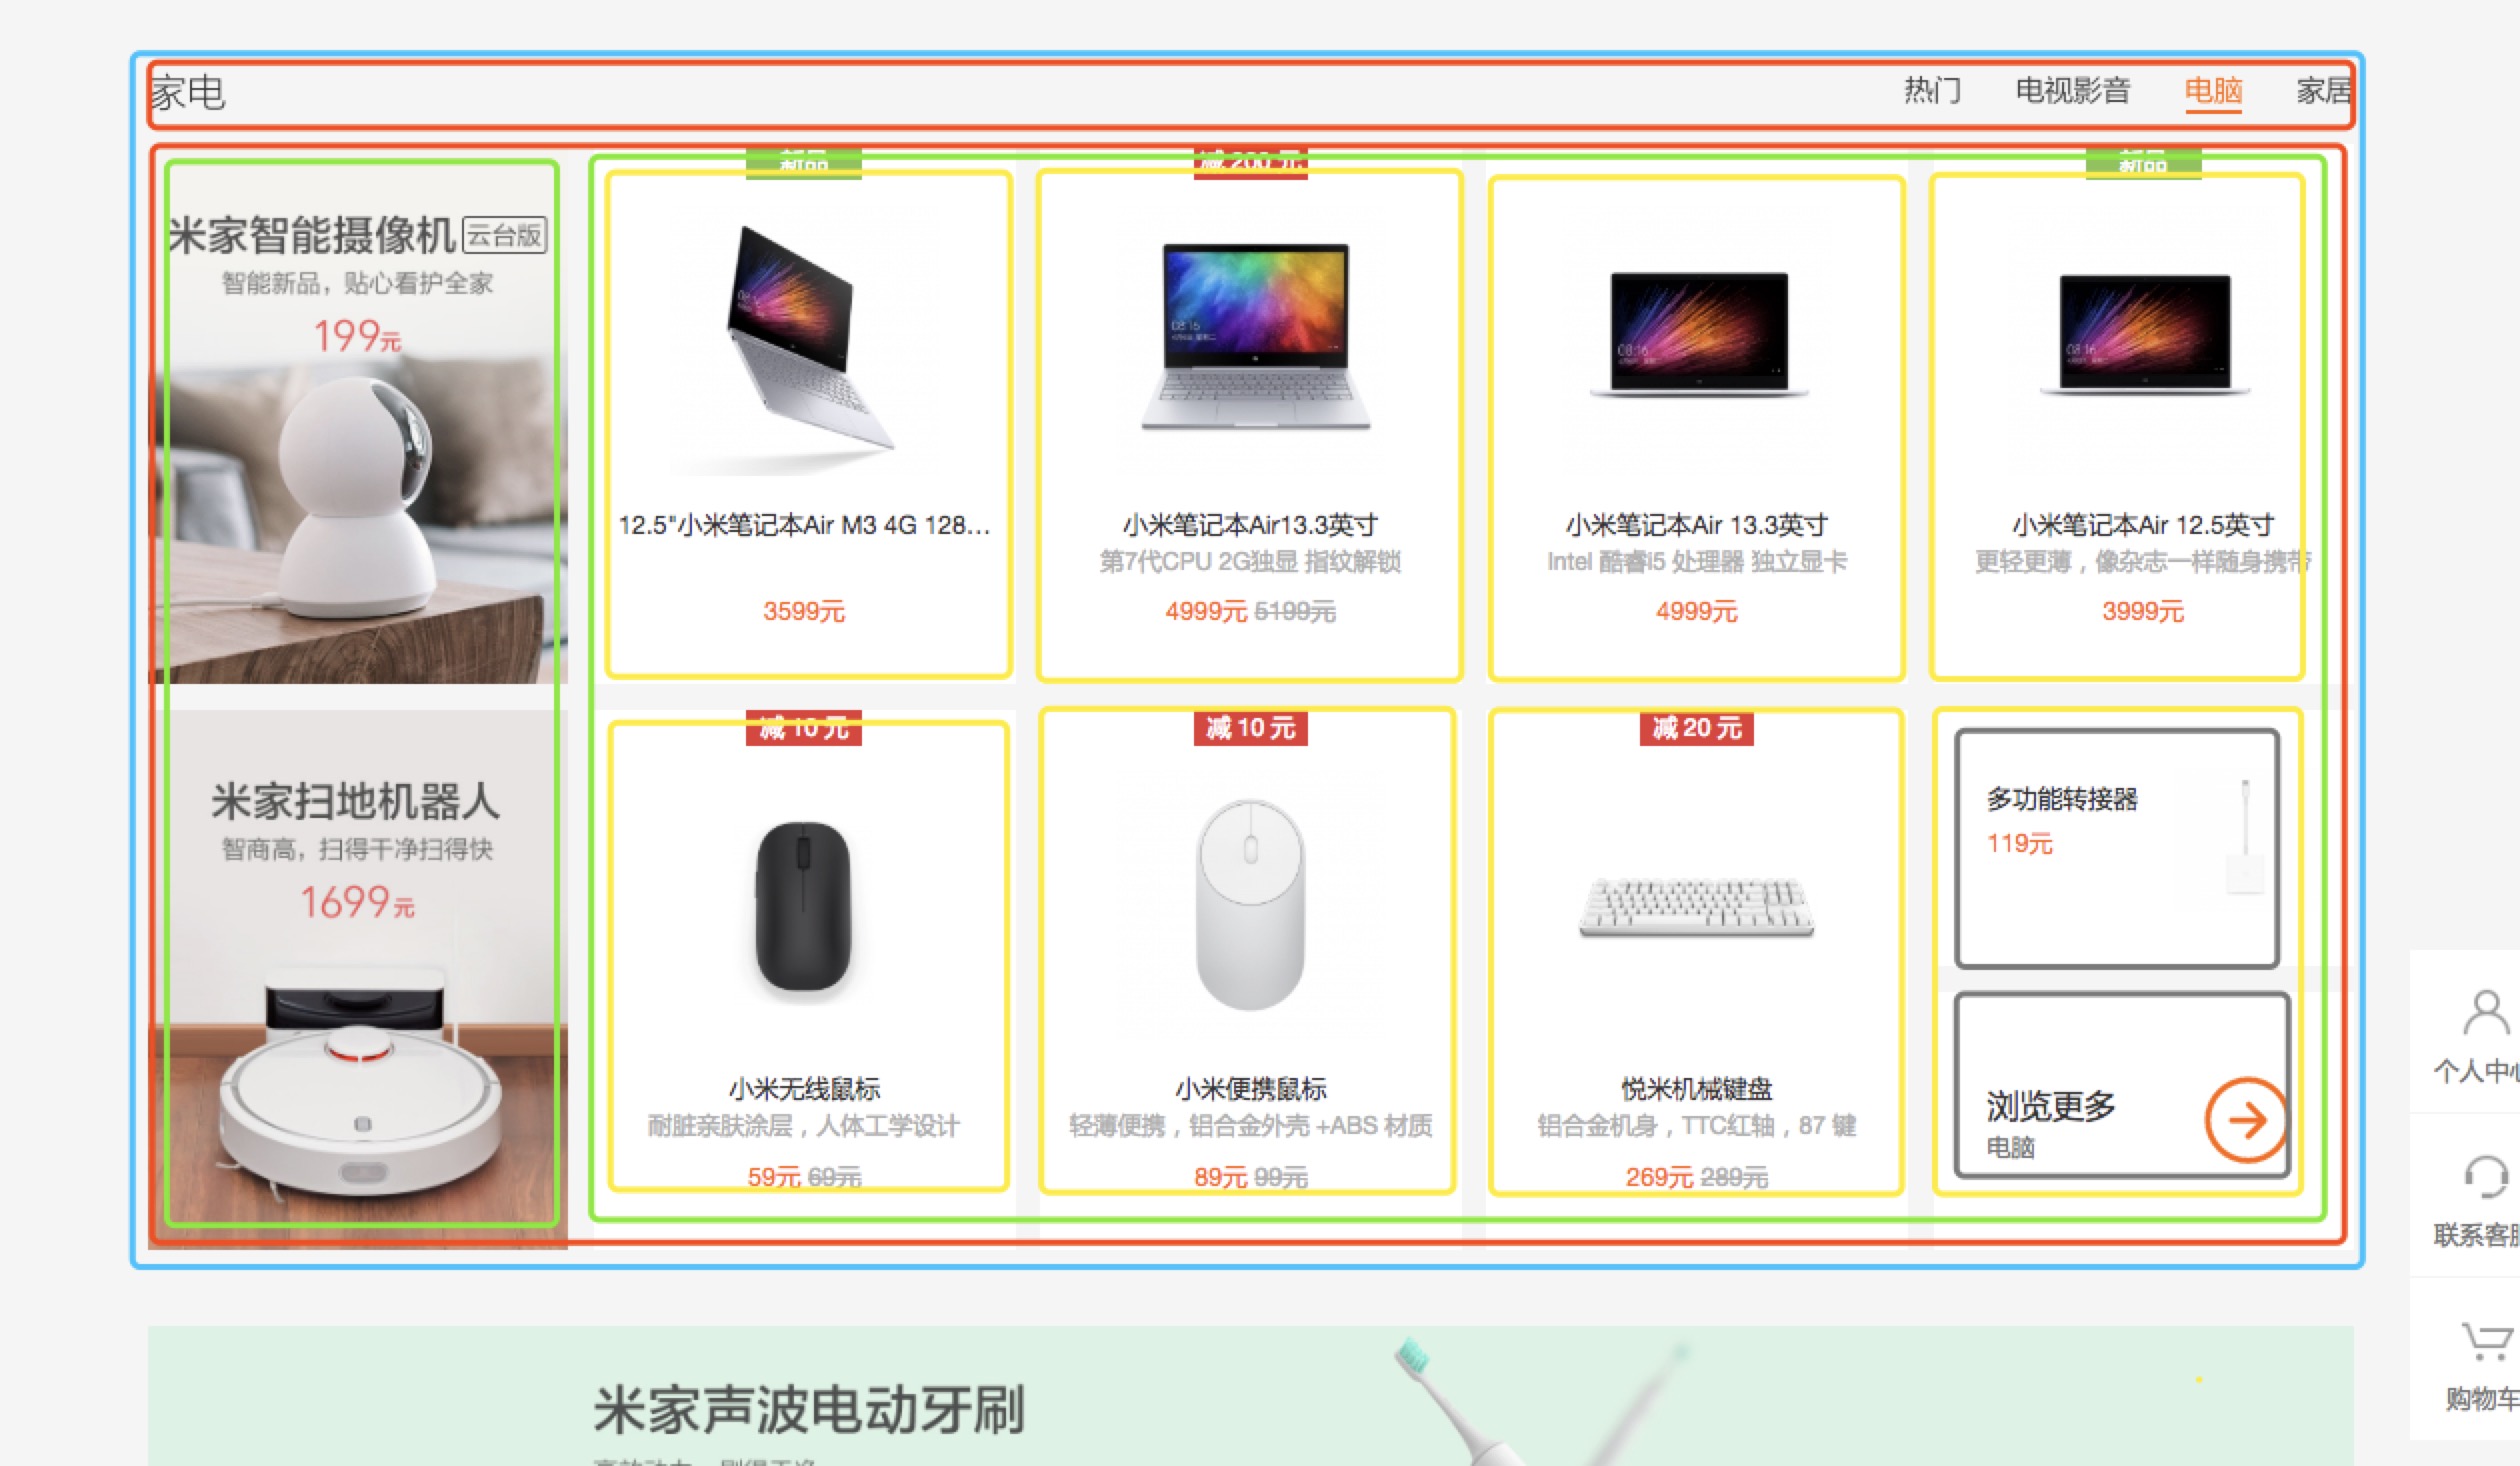 家电
热门 电视影音 电脑 家居
米家智能摄像机 云台版
智能新品，贴心看护全家
199元
米家扫地机器人
智商高，扫得干净扫得快
1699元
新品
12.5"小米笔记本Air M3 4G 128...
3599元
减 200 元
小米笔记本Air13.3英寸
第7代CPU 2G独显 指纹解锁
4999元 5199元
小米笔记本Air 13.3英寸
Intel 酷睿i5 处理器 独立显卡
4999元
新品
小米笔记本Air 12.5英寸
更轻更薄，像杂志一样随身携带
3999元
减 10 元
小米无线鼠标
耐脏亲肤涂层，人体工学设计
59元 69元
减 10 元
小米便携鼠标
轻薄便携，铝合金外壳 +ABS 材质
89元 99元
减 20 元
悦米机械键盘
铝合金机身，TTC红轴，87 键
269元 289元
多功能转接器
119元
浏览更多
电脑
个人中心
联系客服
购物车
米家声波电动牙刷